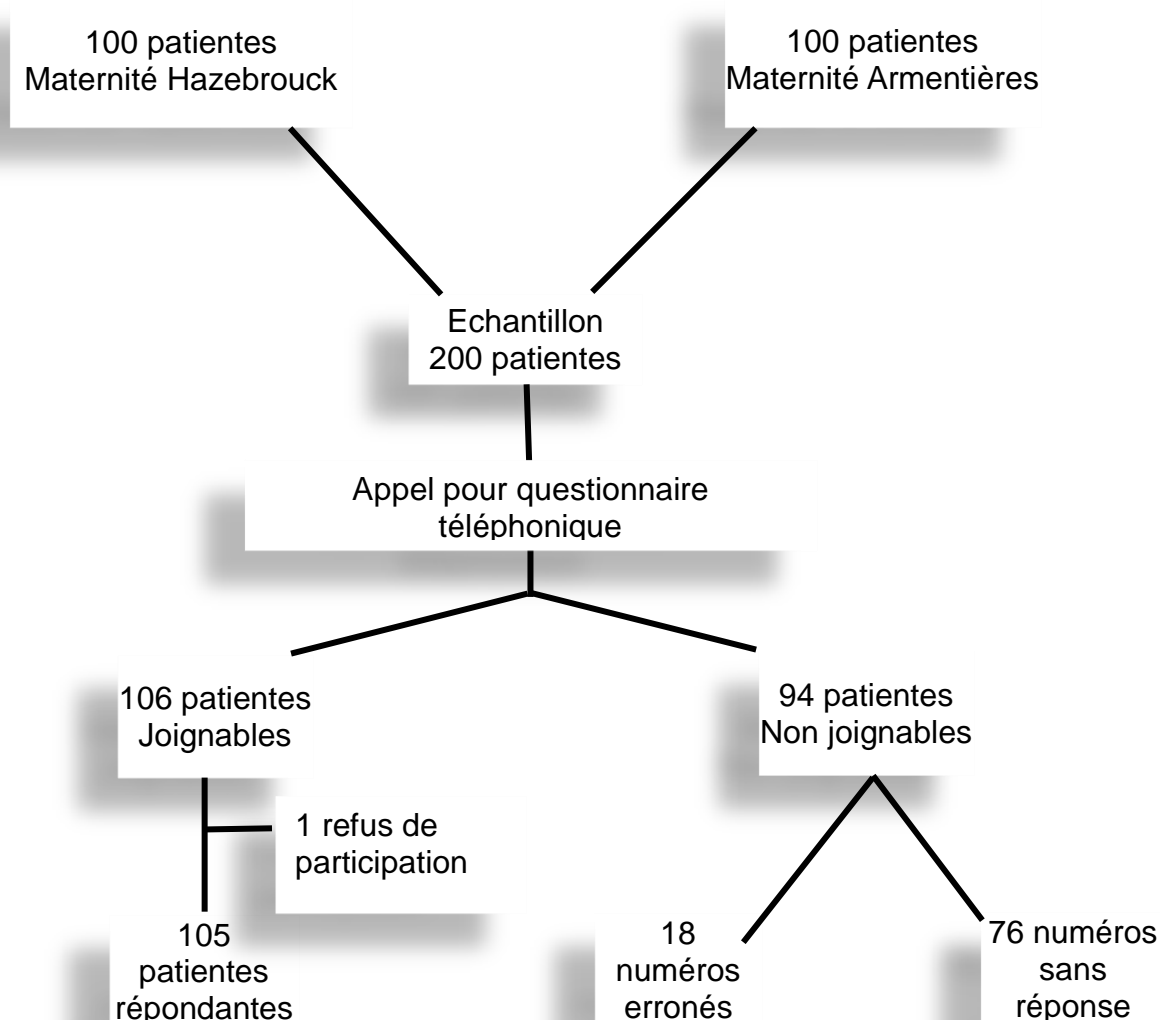 100 patientes
Maternité Hazebrouck
100 patientes
Maternité Armentières
Echantillon
200 patientes
Appel pour questionnaire
téléphonique
106 patientes
Joignables
94 patientes
Non joignables
1 refus de
participation
105
patientes
répondantes
18
numéros
erronés
76 numéros
sans
réponse